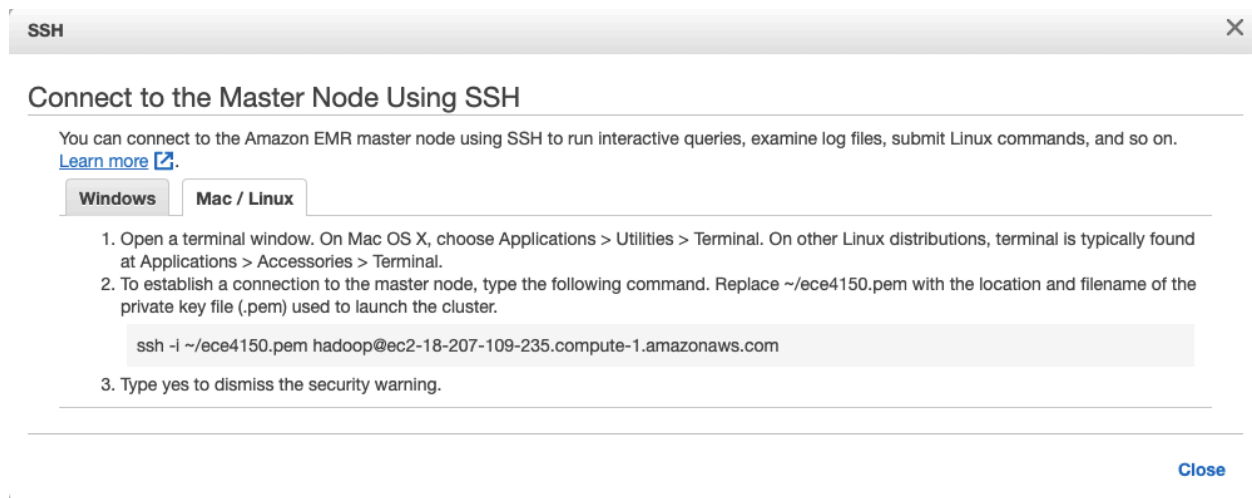 SSH
Connect to the Master Node Using SSH
You can connect to the Amazon EMR master node using SSH to run interactive queries, examine log files, submit Linux commands, and so on.
Learn more .
Windows Mac / Linux
1. Open a terminal window. On Mac OS X, choose Applications > Utilities > Terminal. On other Linux distributions, terminal is typically found
at Applications > Accessories > Terminal.
2. To establish a connection to the master node, type the following command. Replace ~/ece4150.pem with the location and filename of the
private key file (.pem) used to launch the cluster.
ssh -i ~/ece4150.pem hadoop@ec2-18-207-109-235.compute-1.amazonaws.com
3. Type yes to dismiss the security warning.
Close